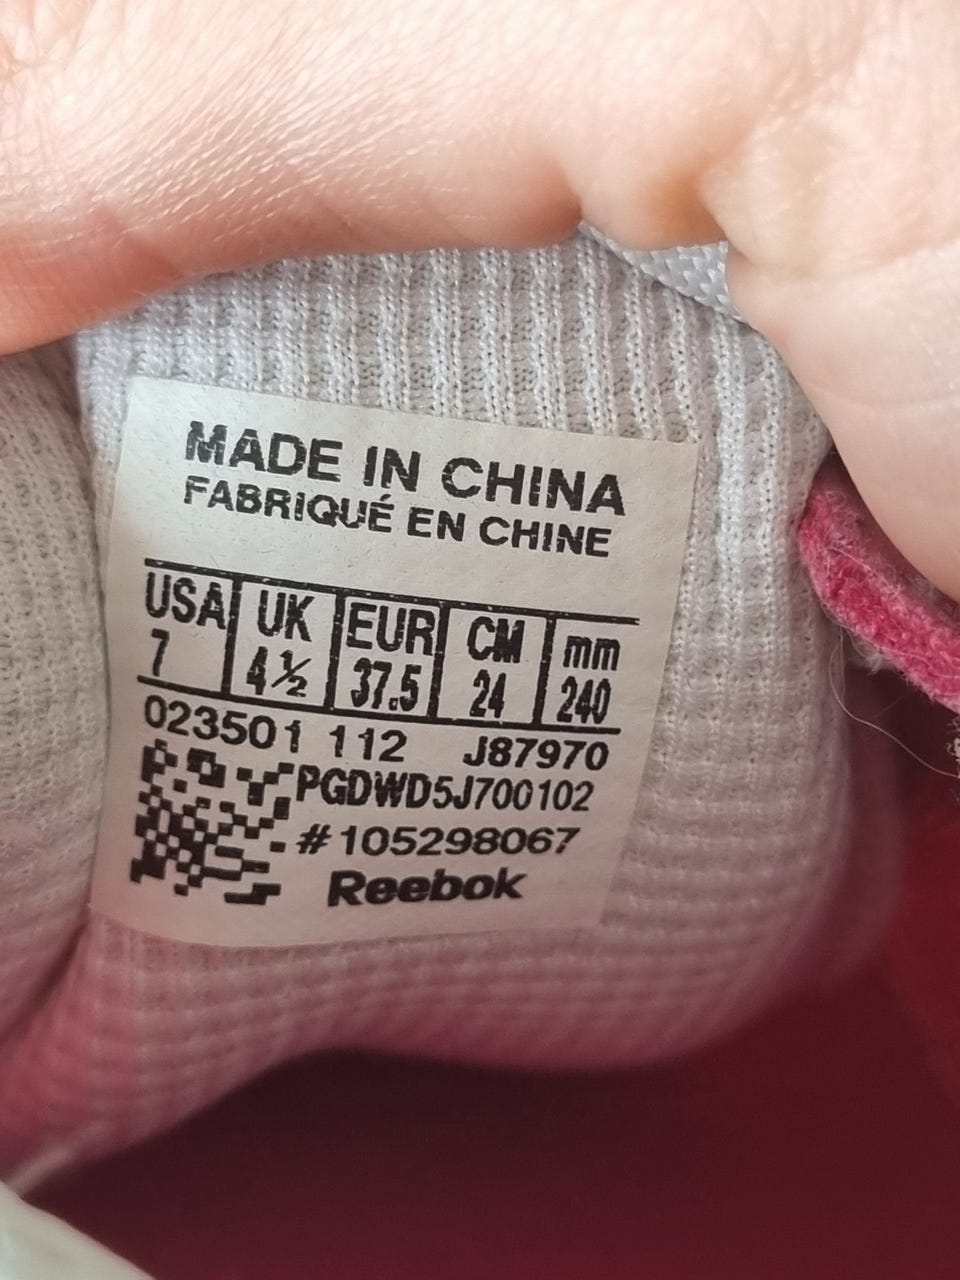 MADE IN CHINA
FABRIQUÉ EN CHINE
USA UK EUR CM mm
7 4½ 37.5 24 240
023501 112 J87970
PGDWD5J700102
#105298067
Reebok